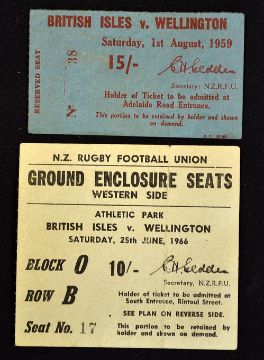 BRITISH ISLES v. WELLINGTON
Saturday, 1st August, 1959
RESERVED SEAT
No 38
15/-
Secretary: N.Z.R.F.U.
Holder of Ticket to be admitted at
Adelaide Road Entrance.
This portion to be retained by holder and shown
on demand.
N.Z. RUGBY FOOTBALL UNION
GROUND ENCLOSURE SEATS
WESTERN SIDE
ATHLETIC PARK
BRITISH ISLES v. WELLINGTON
SATURDAY, 25th JUNE, 1966
BLOCK O
10/-
Secretary, N.Z.R.F.U.
ROW B
Holder of ticket to be admitted at
South Entrance, Rintoul Street.
SEE PLAN ON REVERSE SIDE.
Seat No. 17
This portion to be retained by
holder and shown on demand.